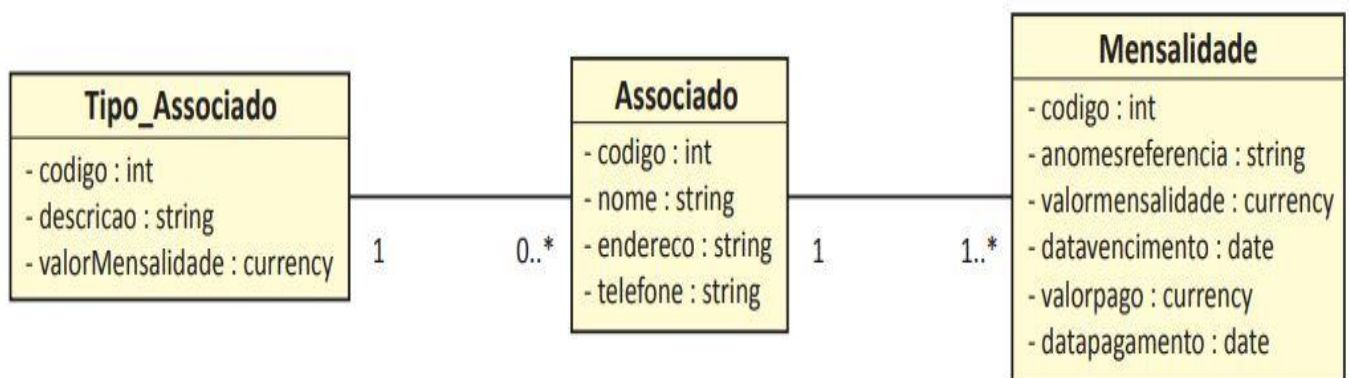 Tipo_Associado
- codigo : int
- descricao : string
- valorMensalidade : currency
1
0..*
Associado
- codigo : int
- nome : string
- endereco : string
- telefone : string
1
1..*
Mensalidade
- codigo : int
- anomesreferencia : string
- valormensalidade : currency
- datavencimento : date
- valorpago : currency
- datapagamento : date